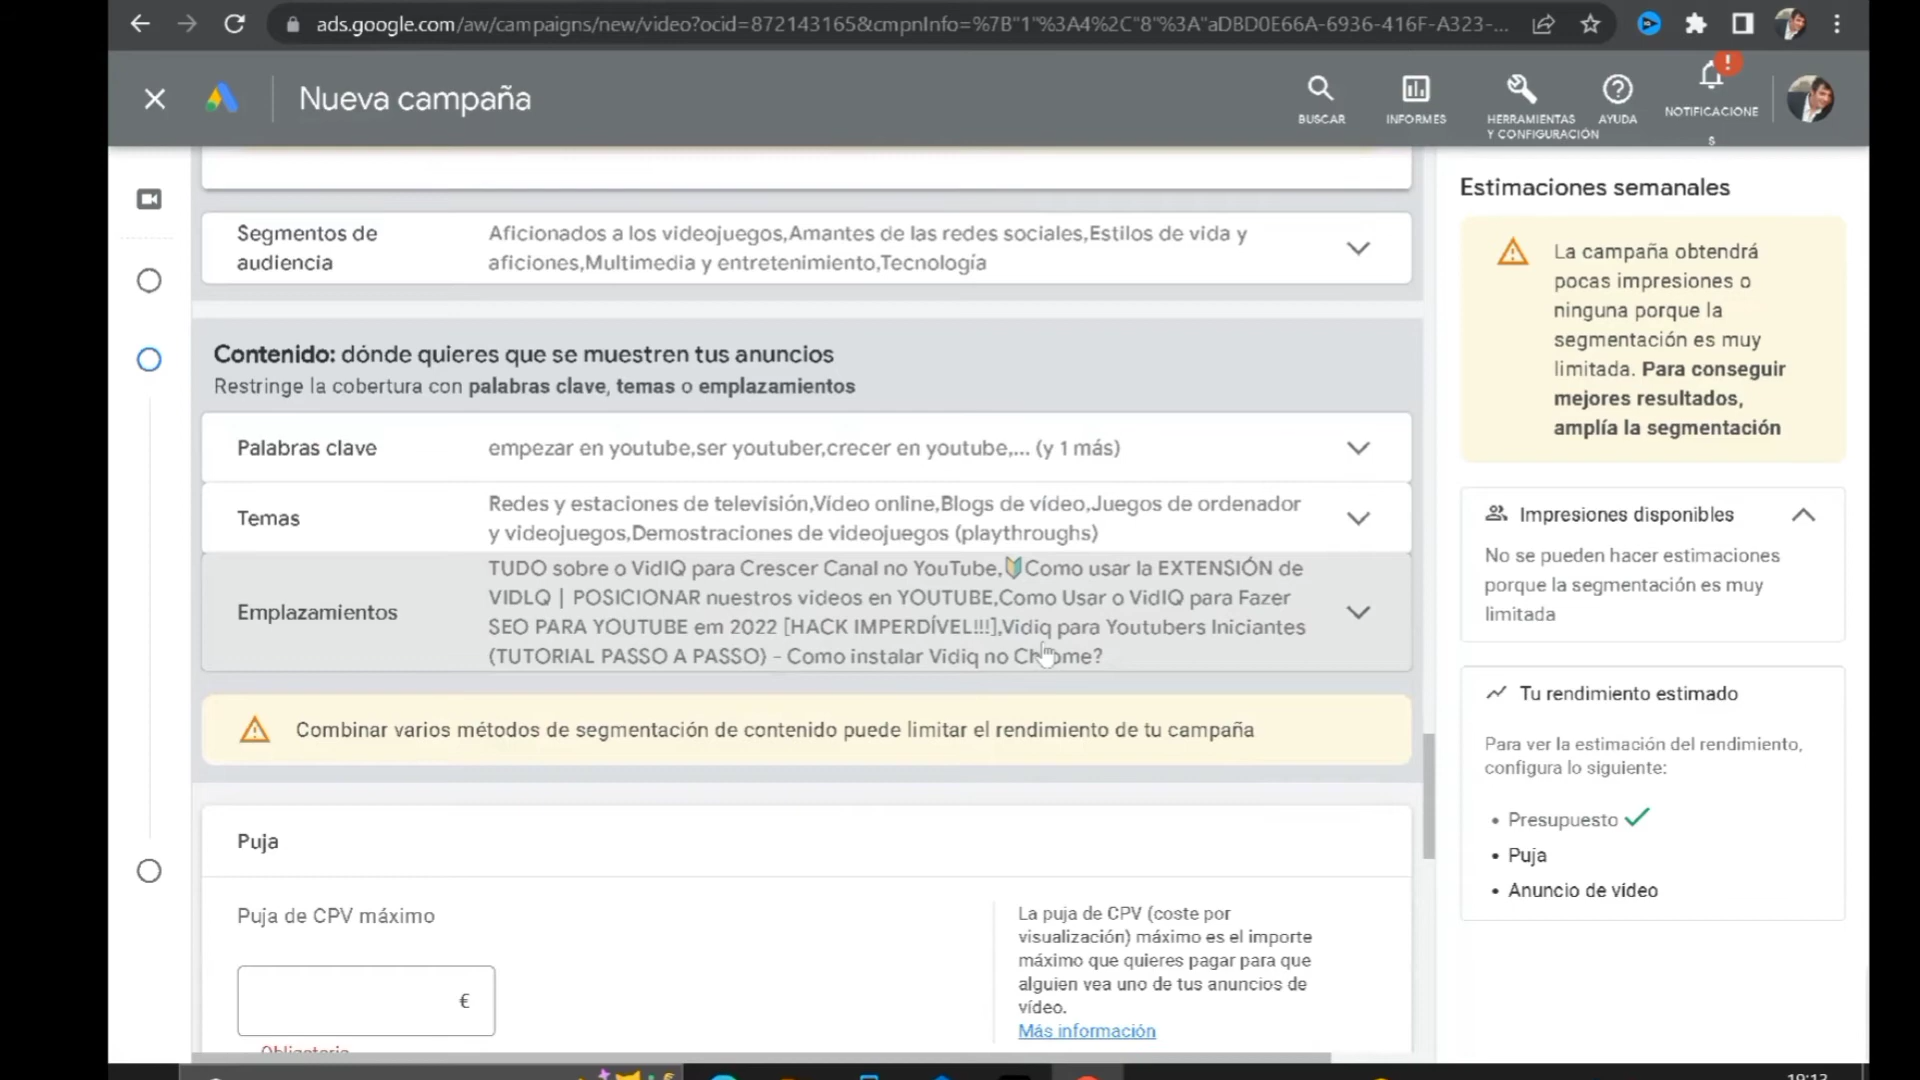 ads.google.com/aw/campaigns/new/video?ocid=872143165&cmpnInfo=%7B"1"%3A4%2C"8"%3A"aDBD0E66A-6936-416F-A323-...
Nueva campaña
BUSCAR
INFORMES
HERRAMIENTAS
Y CONFIGURACIÓN
AYUDA
!
NOTIFICACIONE
S
Segmentos de
audiencia
Aficionados a los videojuegos,Amantes de las redes sociales,Estilos de vida y
aficiones,Multimedia y entretenimiento,Tecnología
Contenido: dónde quieres que se muestren tus anuncios
Restringe la cobertura con palabras clave, temas o emplazamientos
Palabras clave
empezar en youtube,ser youtuber,crecer en youtube,... (y 1 más)
Temas
Redes y estaciones de televisión,Vídeo online,Blogs de vídeo,Juegos de ordenador
y videojuegos,Demostraciones de videojuegos (playthroughs)
Emplazamientos
TUDO sobre o VidIQ para Crescer Canal no YouTube,🔰Como usar la EXTENSIÓN de
VIDLQ | POSICIONAR nuestros videos en YOUTUBE,Como Usar o VidIQ para Fazer
SEO PARA YOUTUBE em 2022 [HACK IMPERDÍVEL!!!],Vidiq para Youtubers Iniciantes
(TUTORIAL PASSO A PASSO) - Como instalar Vidiq no Chrome?
Combinar varios métodos de segmentación de contenido puede limitar el rendimiento de tu campaña
Puja
Puja de CPV máximo
€
Obligatorio
La puja de CPV (coste por
visualización) máximo es el importe
máximo que quieres pagar para que
alguien vea uno de tus anuncios de
vídeo.
Más información
Estimaciones semanales
La campaña obtendrá
pocas impresiones o
ninguna porque la
segmentación es muy
limitada. Para conseguir
mejores resultados,
amplía la segmentación
Impresiones disponibles
No se pueden hacer estimaciones
porque la segmentación es muy
limitada
Tu rendimiento estimado
Para ver la estimación del rendimiento,
configura lo siguiente:
• Presupuesto ✓
• Puja
• Anuncio de vídeo
19:13